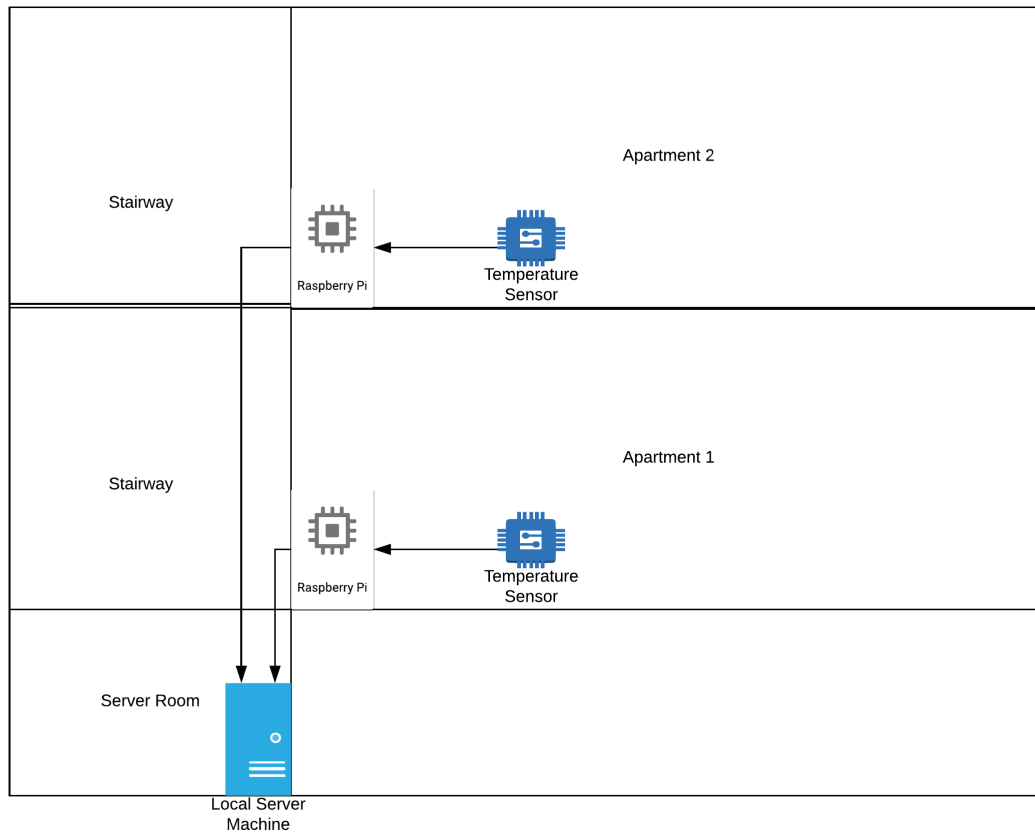 Apartment 2
Stairway
Raspberry Pi
Temperature
Sensor
Apartment 1
Stairway
Raspberry Pi
Temperature
Sensor
Server Room
Local Server
Machine